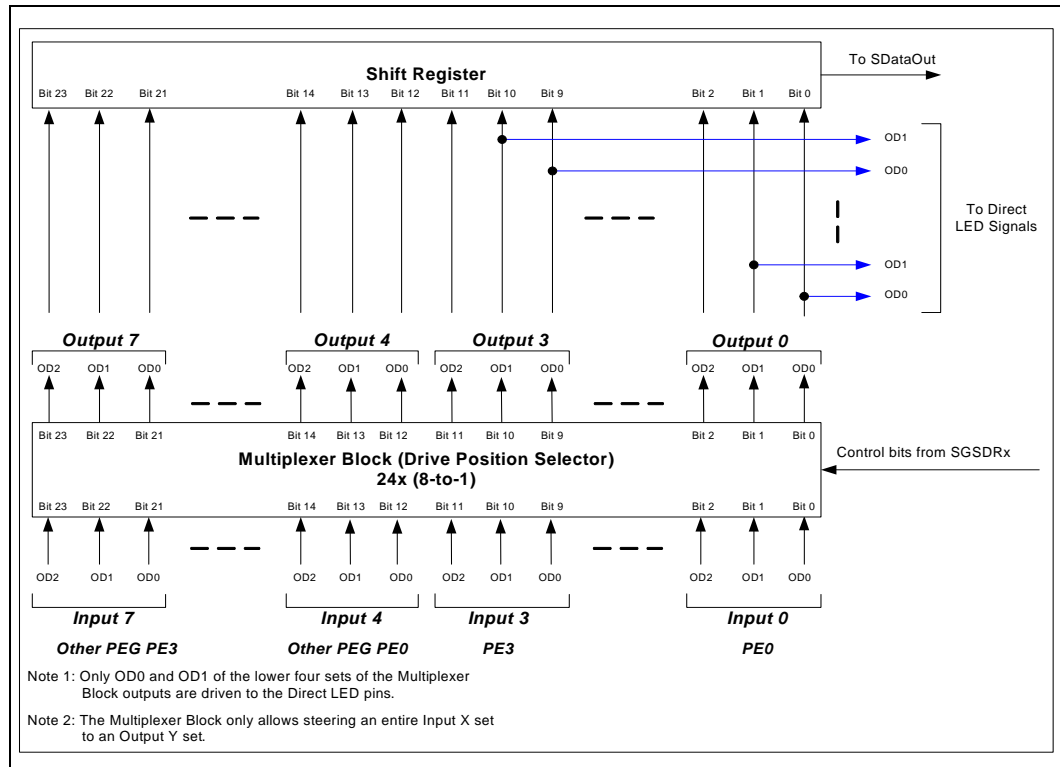 To SDataOut
Shift Register
Bit 23 Bit 22 Bit 21 Bit 14 Bit 13 Bit 12 Bit 11 Bit 10 Bit 9 Bit 2 Bit 1 Bit 0
OD1
OD0
To Direct
LED Signals
OD1
OD0
Output 7 Output 4 Output 3 Output 0
OD2 OD1 OD0 OD2 OD1 OD0 OD2 OD1 OD0 OD2 OD1 OD0
Bit 23 Bit 22 Bit 21 Bit 14 Bit 13 Bit 12 Bit 11 Bit 10 Bit 9 Bit 2 Bit 1 Bit 0
Multiplexer Block (Drive Position Selector)
24x (8-to-1)
Control bits from SGSDRx
Bit 23 Bit 22 Bit 21 Bit 14 Bit 13 Bit 12 Bit 11 Bit 10 Bit 9 Bit 2 Bit 1 Bit 0
OD2 OD1 OD0 OD2 OD1 OD0 OD2 OD1 OD0 OD2 OD1 OD0
Input 7 Input 4 Input 3 Input 0
Other PEG PE3 Other PEG PE0 PE3 PE0
Note 1: Only OD0 and OD1 of the lower four sets of the Multiplexer
Block outputs are driven to the Direct LED pins.
Note 2: The Multiplexer Block only allows steering an entire Input X set
to an Output Y set.